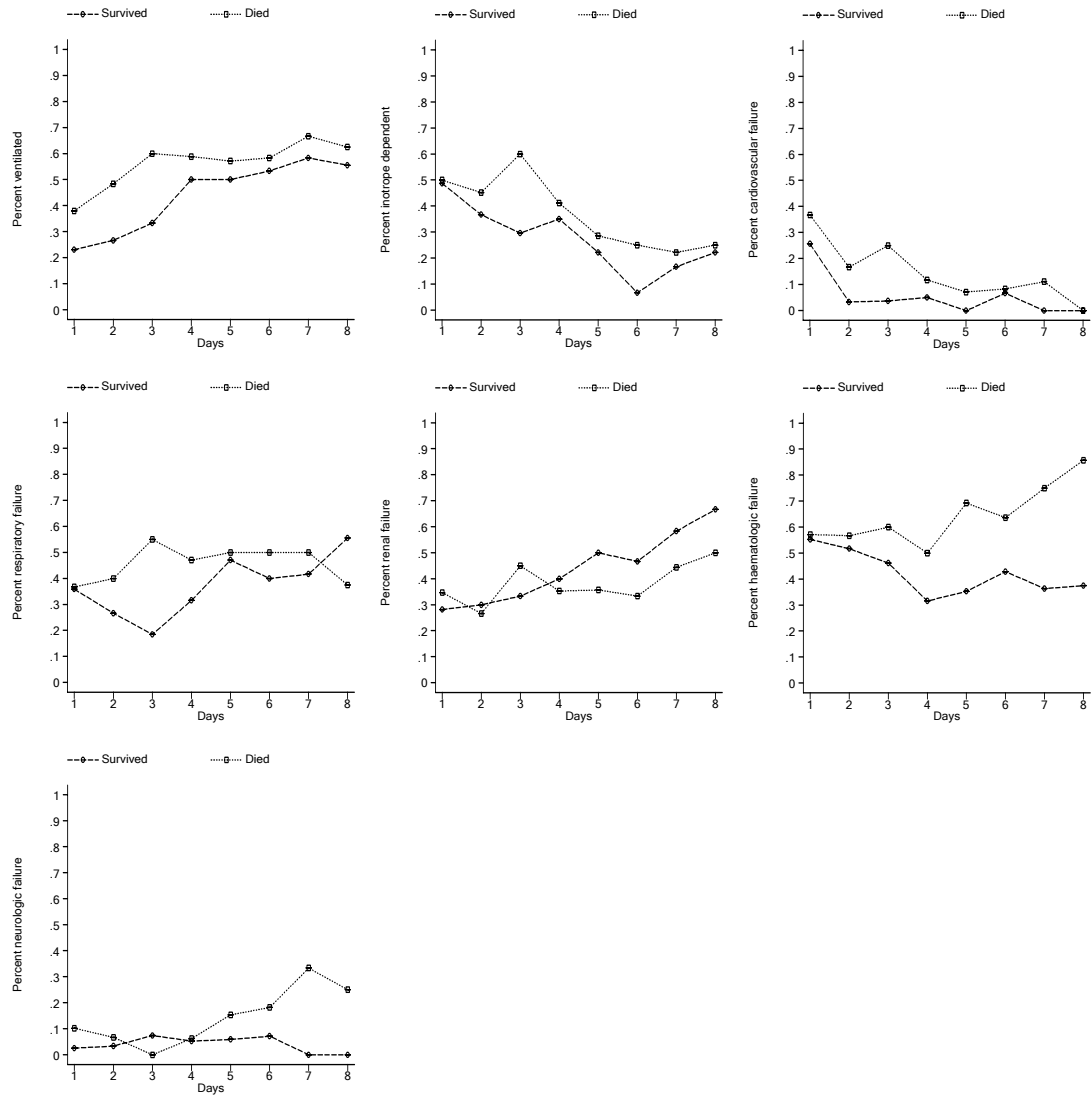 Survived Died
Percent ventilated
1
.9
.8
.7
.6
.5
.4
.3
.2
.1
0
1 2 3 4 5 6 7 8
Days
Survived Died
Percent inotrope dependent
1
.9
.8
.7
.6
.5
.4
.3
.2
.1
0
1 2 3 4 5 6 7 8
Days
Survived Died
Percent cardiovascular failure
1
.9
.8
.7
.6
.5
.4
.3
.2
.1
0
1 2 3 4 5 6 7 8
Days
Survived Died
Percent respiratory failure
1
.9
.8
.7
.6
.5
.4
.3
.2
.1
0
1 2 3 4 5 6 7 8
Days
Survived Died
Percent renal failure
1
.9
.8
.7
.6
.5
.4
.3
.2
.1
0
1 2 3 4 5 6 7 8
Days
Survived Died
Percent haematologic failure
1
.9
.8
.7
.6
.5
.4
.3
.2
.1
0
1 2 3 4 5 6 7 8
Days
Survived Died
Percent neurologic failure
1
.9
.8
.7
.6
.5
.4
.3
.2
.1
0
1 2 3 4 5 6 7 8
Days